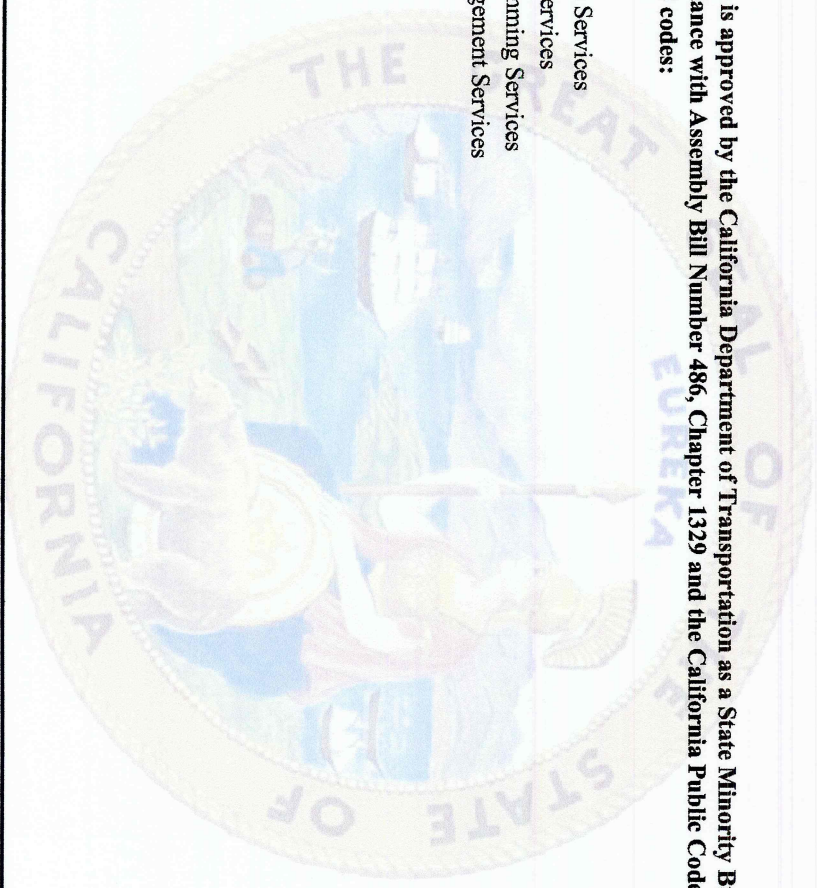 is approved by the California Department of Transportation as a State Minority B
ance with Assembly Bill Number 486, Chapter 1329 and the California Public Code
codes:
Services
ervices
mming Services
gement Services
THE GREAT SEAL OF THE STATE OF CALIFORNIA
EUREKA